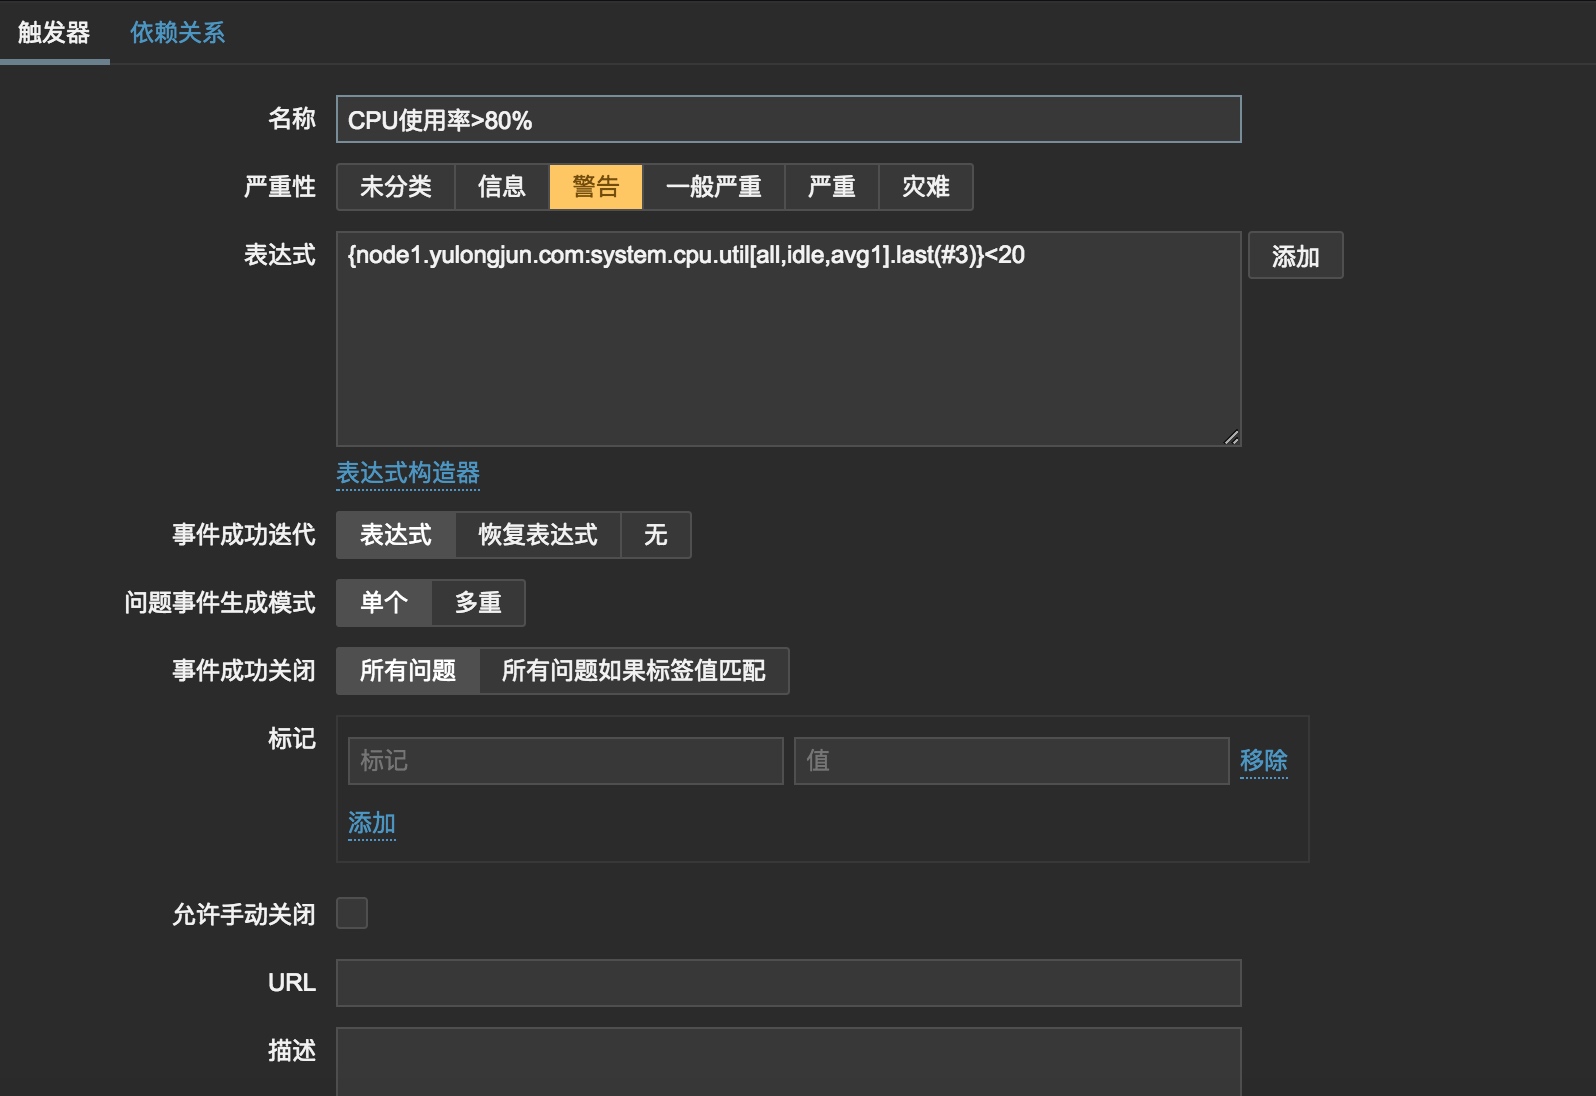 触发器 依赖关系
名称 CPU使用率>80%
严重性 未分类 信息 警告 一般严重 严重 灾难
表达式 {node1.yulongjun.com:system.cpu.util[all,idle,avg1].last(#3)}<20 添加
表达式构造器
事件成功迭代 表达式 恢复表达式 无
问题事件生成模式 单个 多重
事件成功关闭 所有问题 所有问题如果标签值匹配
标记 标记 值 移除
添加
允许手动关闭
URL
描述